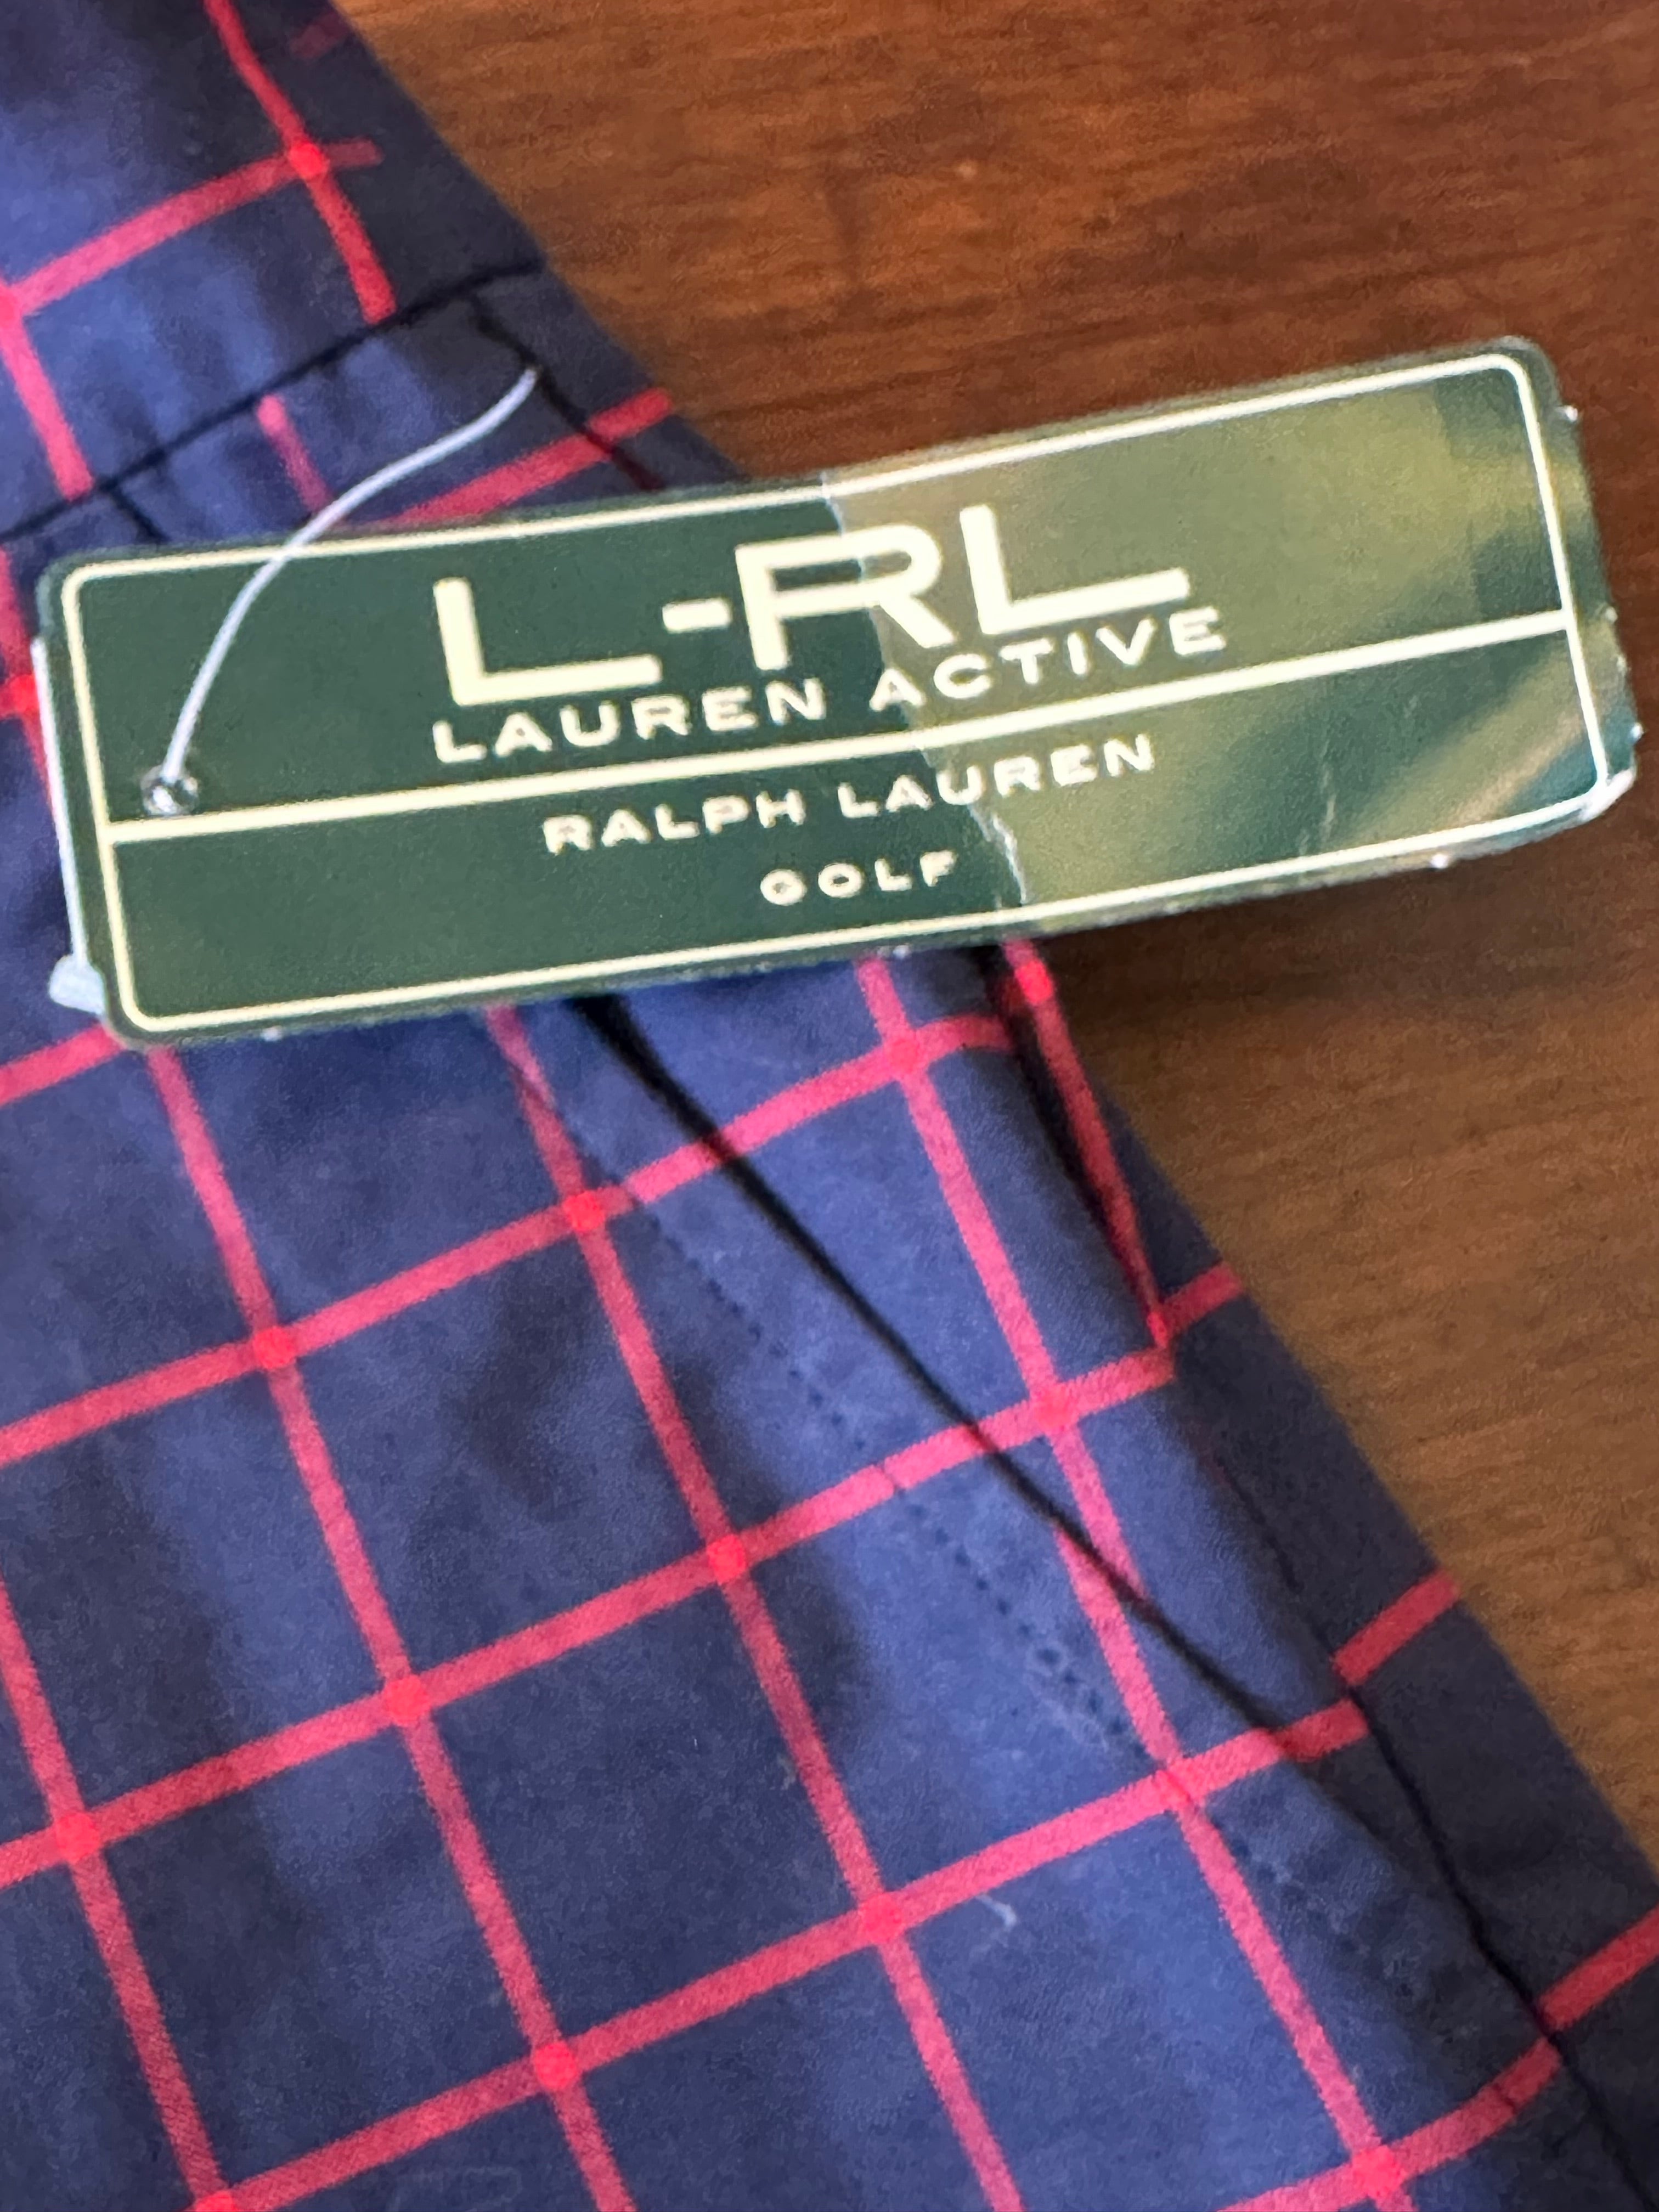 L-RL
LAUREN ACTIVE
RALPH LAUREN
GOLF